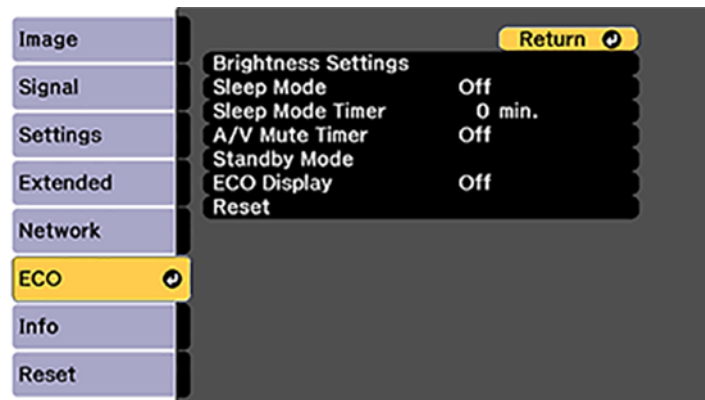 Image
Signal
Settings
Extended
Network
ECO
Info
Reset
Return
Brightness Settings
Sleep Mode Off
Sleep Mode Timer 0 min.
A/V Mute Timer Off
Standby Mode
ECO Display Off
Reset